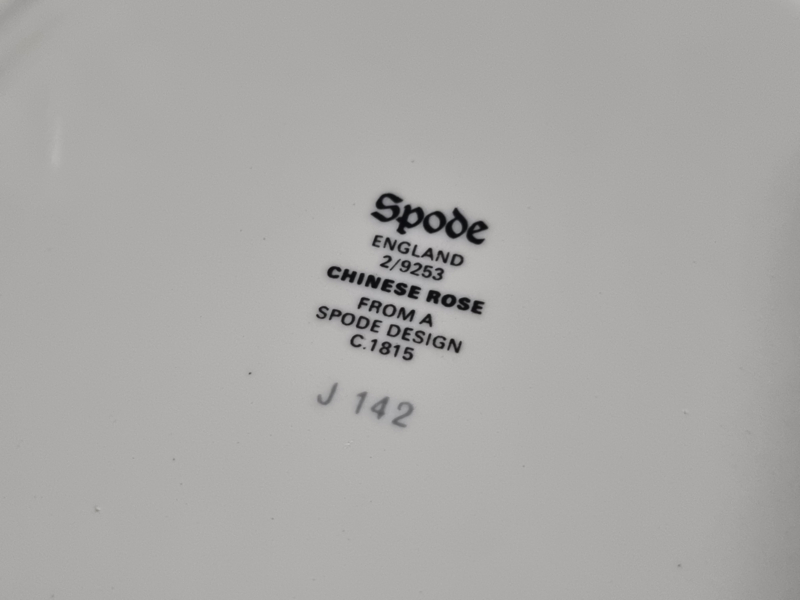 Spode
ENGLAND
2/9253
CHINESE ROSE
FROM A
SPODE DESIGN
C.1815
J 142